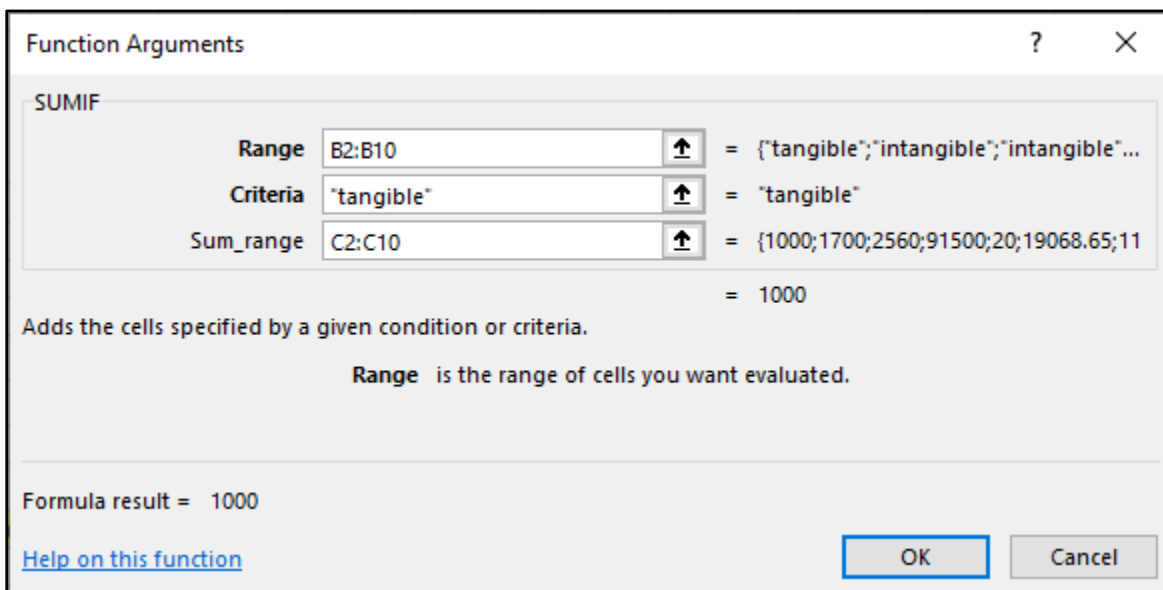 Function Arguments ? ×
SUMIF
Range B2:B10 = {"tangible";"intangible";"intangible"...
Criteria "tangible" = "tangible"
Sum_range C2:C10 = {1000;1700;2560;91500;20;19068.65;11
= 1000
Adds the cells specified by a given condition or criteria.
Range is the range of cells you want evaluated.
Formula result = 1000
Help on this function OK Cancel